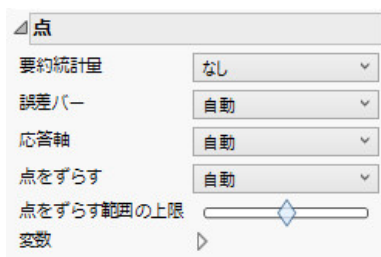 点
要約統計量 なし
誤差バー 自動
応答軸 自動
点をずらす 自動
点をずらす範囲の上限
変数